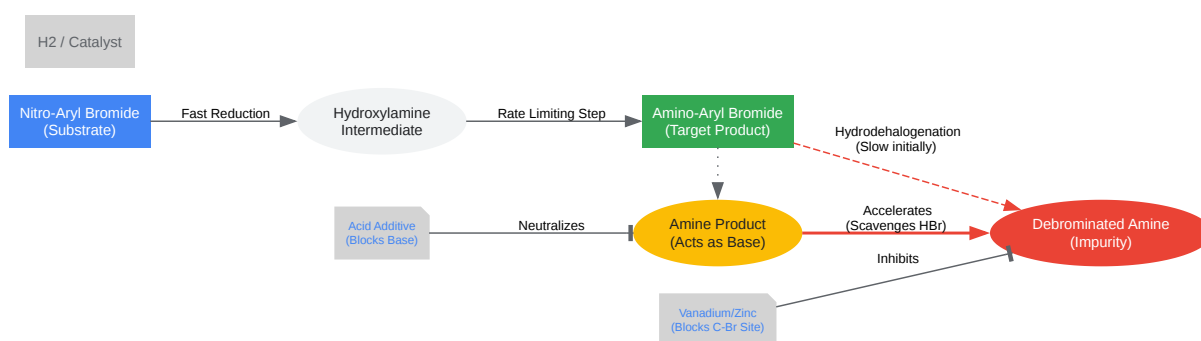 H2 / Catalyst
Nitro-Aryl Bromide
(Substrate)
Fast Reduction
Hydroxylamine
Intermediate
Rate Limiting Step
Amino-Aryl Bromide
(Target Product)
Hydrodehalogenation
(Slow initially)
Acid Additive
(Blocks Base)
Neutralizes
Amine Product
(Acts as Base)
Accelerates
(Scavenges HBr)
Debrominated Amine
(Impurity)
Inhibits
Vanadium/Zinc
(Blocks C-Br Site)